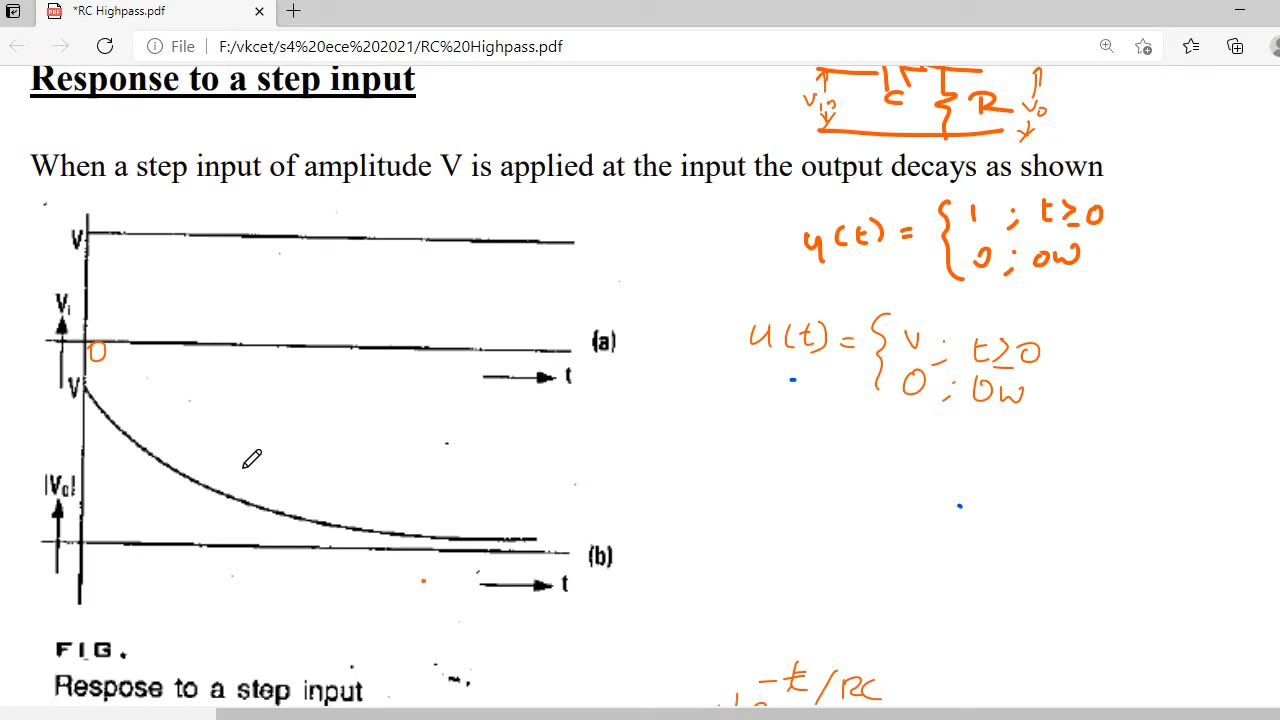 *RC Highpass.pdf
File F:/vkcet/s4%20ece%202021/RC%20Highpass.pdf
Response to a step input
C R Vo
When a step input of amplitude V is applied at the input the output decays as shown
u(t) = { 1 ; t ≥ 0
0 ; ow
V
Vi
0
(a)
t
u(t) = { V ; t ≥ 0
0 ; ow
V
|Vo|
(b)
t
FIG.
Respose to a step input
-t/RC